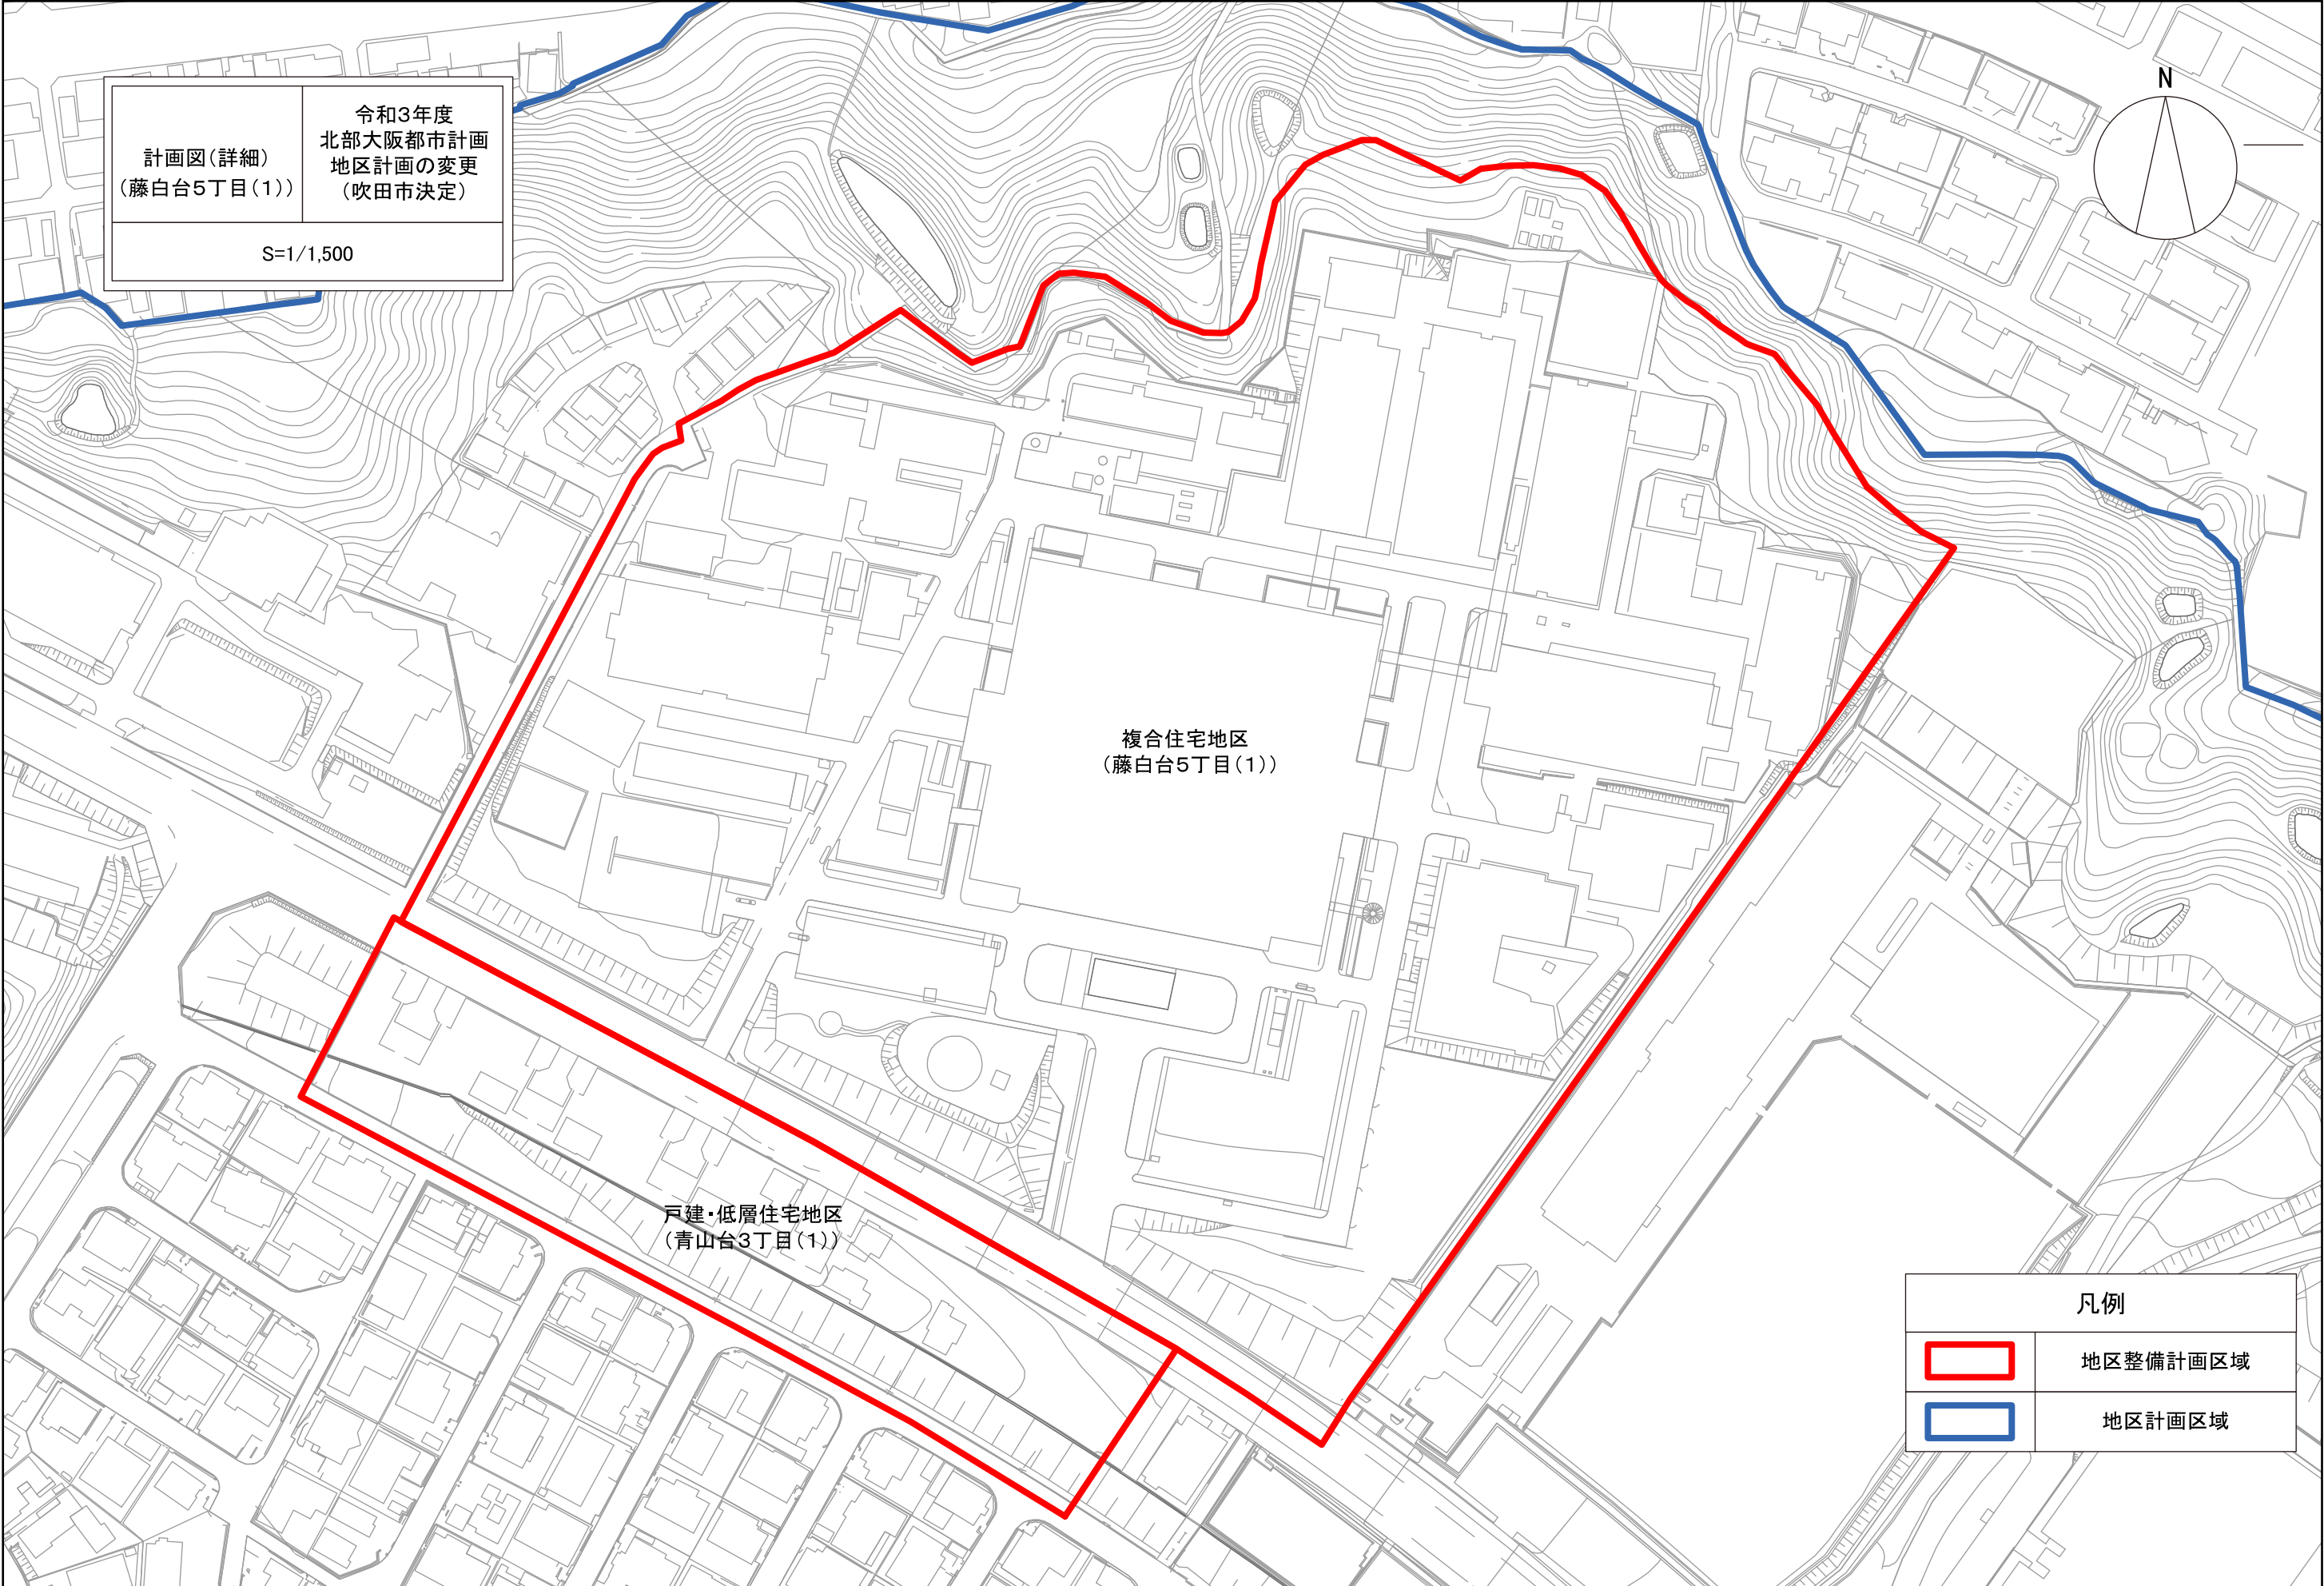 計画図(詳細)
(藤白台5丁目(1))
令和3年度
北部大阪都市計画
地区計画の変更
(吹田市決定)
S=1/1,500
N
複合住宅地区
(藤白台5丁目(1))
戸建・低層住宅地区
(青山台3丁目(1))
凡例
地区整備計画区域
地区計画区域